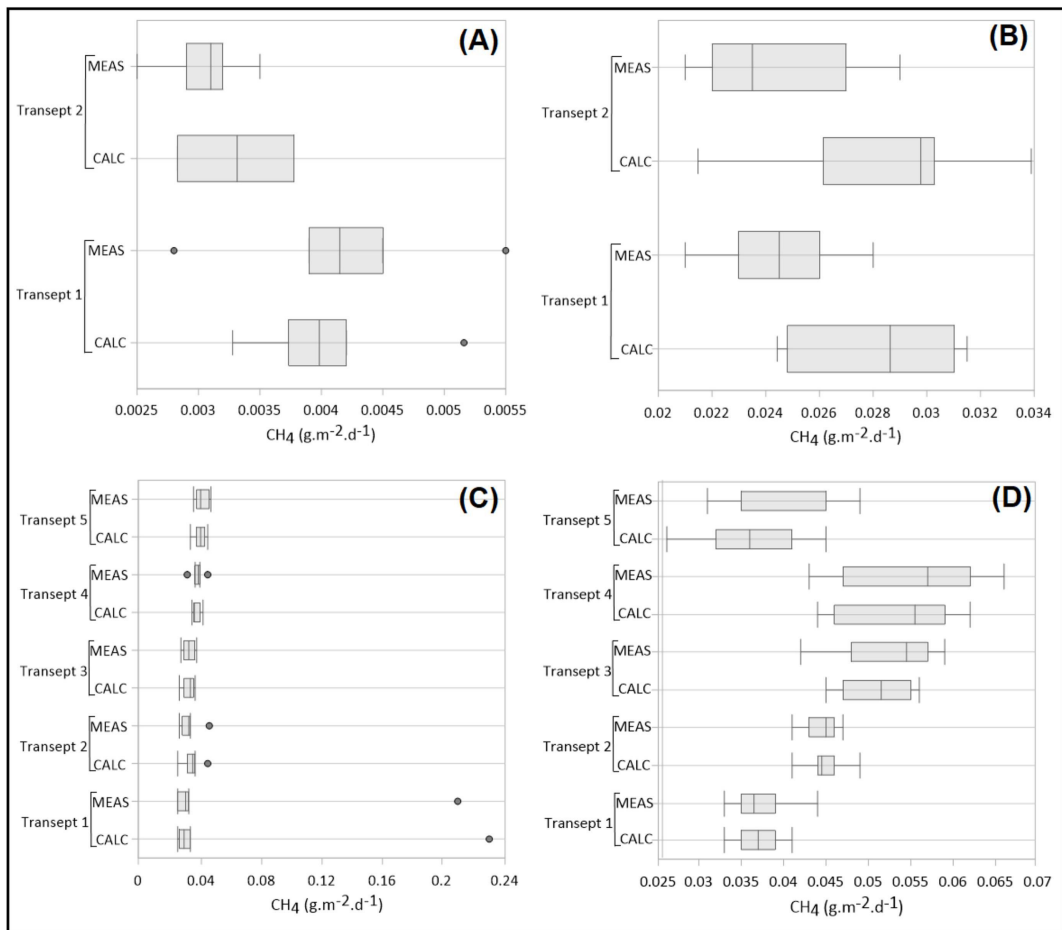 (A)
MEAS
Transept 2
CALC
MEAS
Transept 1
CALC
0.0025 0.003 0.0035 0.004 0.0045 0.005 0.0055
CH₄ (g.m⁻².d⁻¹)
(B)
MEAS
Transept 2
CALC
MEAS
Transept 1
CALC
0.02 0.022 0.024 0.026 0.028 0.03 0.032 0.034
CH₄ (g.m⁻².d⁻¹)
(C)
MEAS
Transept 5
CALC
MEAS
Transept 4
CALC
MEAS
Transept 3
CALC
MEAS
Transept 2
CALC
MEAS
Transept 1
CALC
0 0.04 0.08 0.12 0.16 0.2 0.24
CH₄ (g.m⁻².d⁻¹)
(D)
MEAS
Transept 5
CALC
MEAS
Transept 4
CALC
MEAS
Transept 3
CALC
MEAS
Transept 2
CALC
MEAS
Transept 1
CALC
0.025 0.03 0.035 0.04 0.045 0.05 0.055 0.06 0.065 0.07
CH₄ (g.m⁻².d⁻¹)